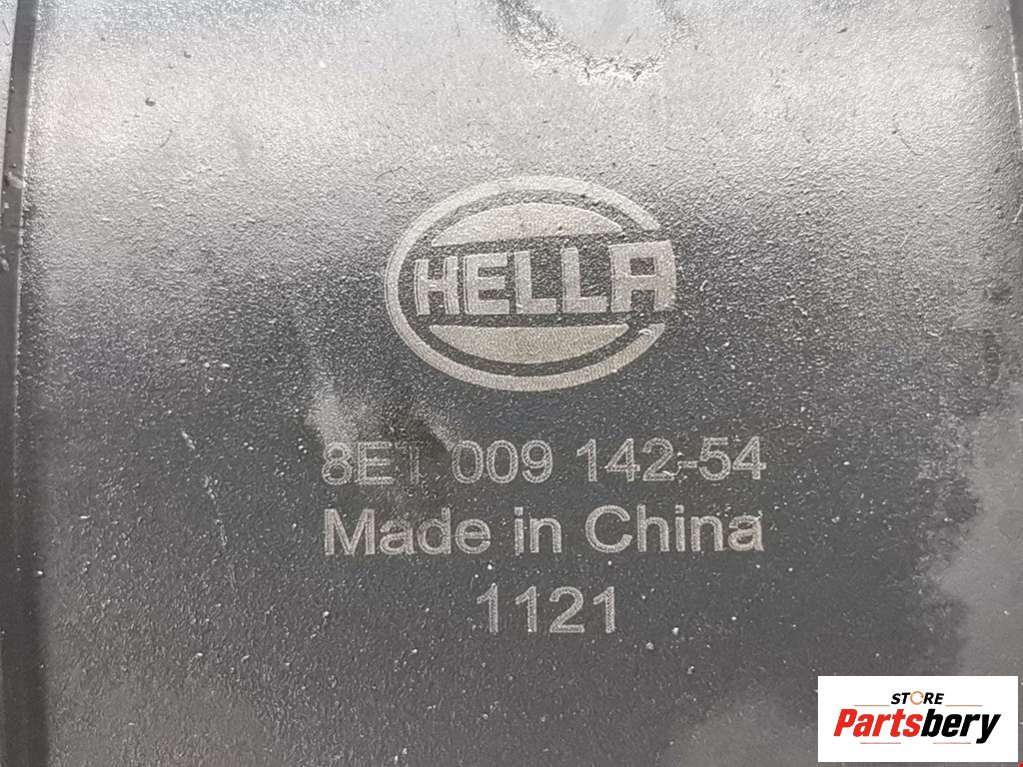 HELLA
8ET 009 142-54
Made in China
1121
STORE
Partsbery